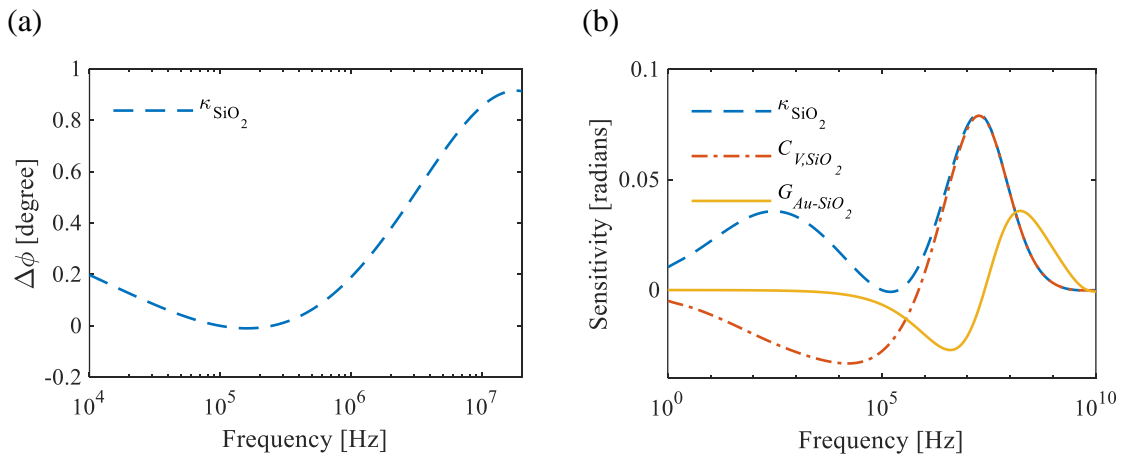 (a)
(b)
1
0.8
0.6
0.4
0.2
0
-0.2
Δϕ [degree]
κSiO2
10^4
10^5
10^6
10^7
Frequency [Hz]
0.1
0.05
0
Sensitivity [radians]
κSiO2
CV,SiO2
GAu-SiO2
10^0
10^5
10^10
Frequency [Hz]